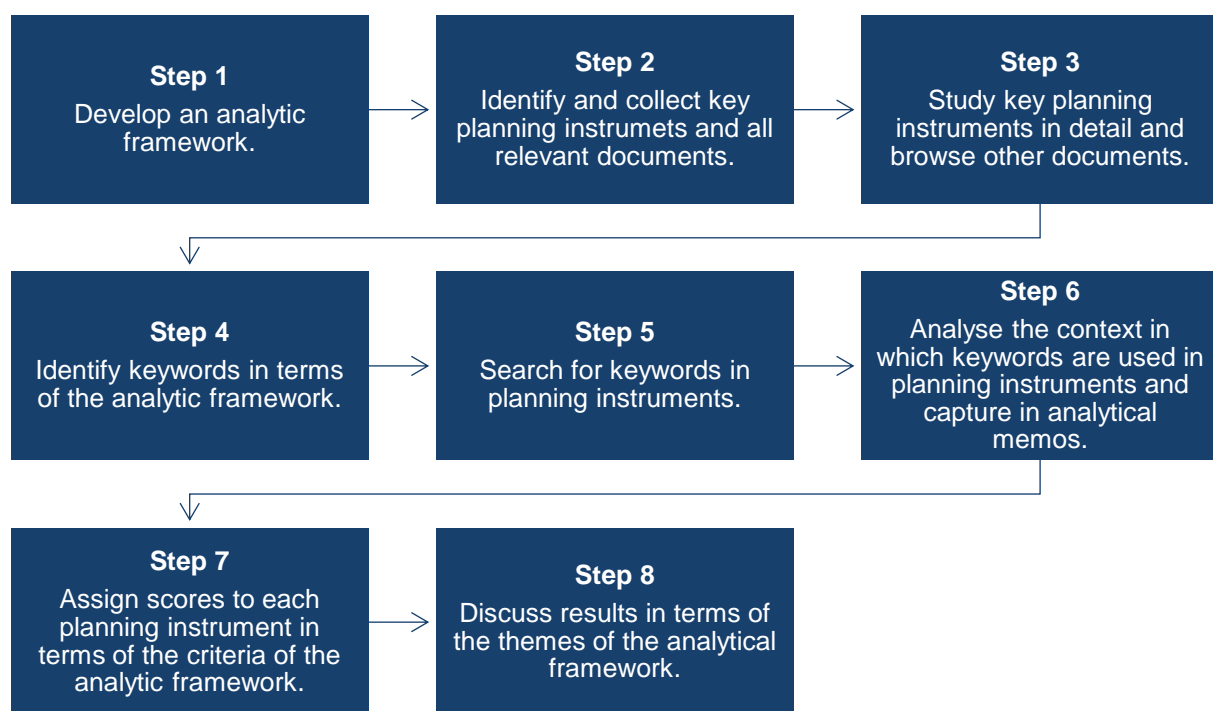 Step 1
Develop an analytic
framework.
Step 2
Identify and collect key
planning instrumets and all
relevant documents.
Step 3
Study key planning
instruments in detail and
browse other documents.
Step 4
Identify keywords in terms
of the analytic framework.
Step 5
Search for keywords in
planning instruments.
Step 6
Analyse the context in
which keywords are used in
planning instruments and
capture in analytical
memos.
Step 7
Assign scores to each
planning instrument in
terms of the criteria of the
analytic framework.
Step 8
Discuss results in terms of
the themes of the analytical
framework.